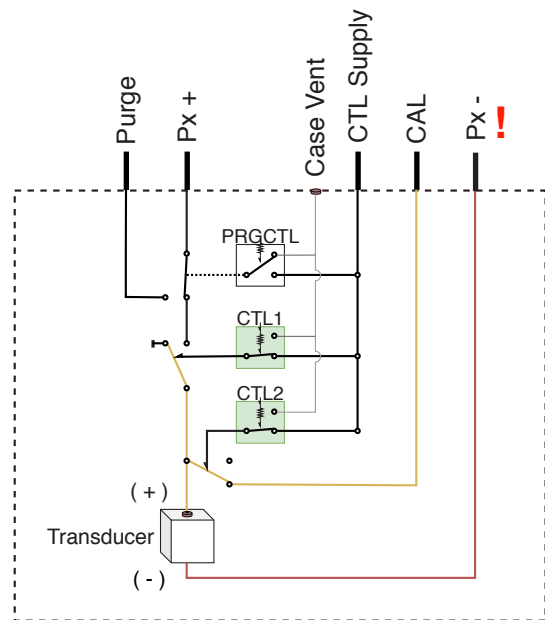 Purge
Px +
Case Vent
CTL Supply
CAL
Px -
!
PRGCTL
CTL1
CTL2
(+)
Transducer
(-)